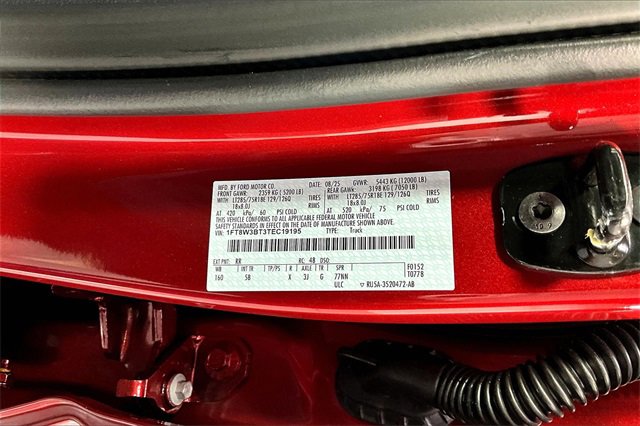 MFD. BY FORD MOTOR CO. 08/25 GVWR: 5443 KG (12000 LB)
FRONT GAWR: 2359 KG (5200 LB) REAR GAWR: 3198 KG (7050 LB)
WITH LT285/75R18E 129/126Q TIRES WITH LT285/75R18E 129/126Q TIRES
18x8.0J RIMS 18x8.0J RIMS
AT 420 kPa/ 60 PSI COLD AT 520 kPa/ 75 PSI COLD
THIS VEHICLE CONFORMS TO ALL APPLICABLE FEDERAL MOTOR VEHICLE
SAFETY STANDARDS IN EFFECT ON THE DATE OF MANUFACTURE SHOWN ABOVE.
VIN: 1FT8W3BT3TEC19195 TYPE: Truck
EXT PNT: RR RC: 48 DSO:
WB INT TR TP/PS R AXLE TR SPR F0152
160 5B X 3J G 77NN T0778
ULC RU5A-3520472-AB
10.9